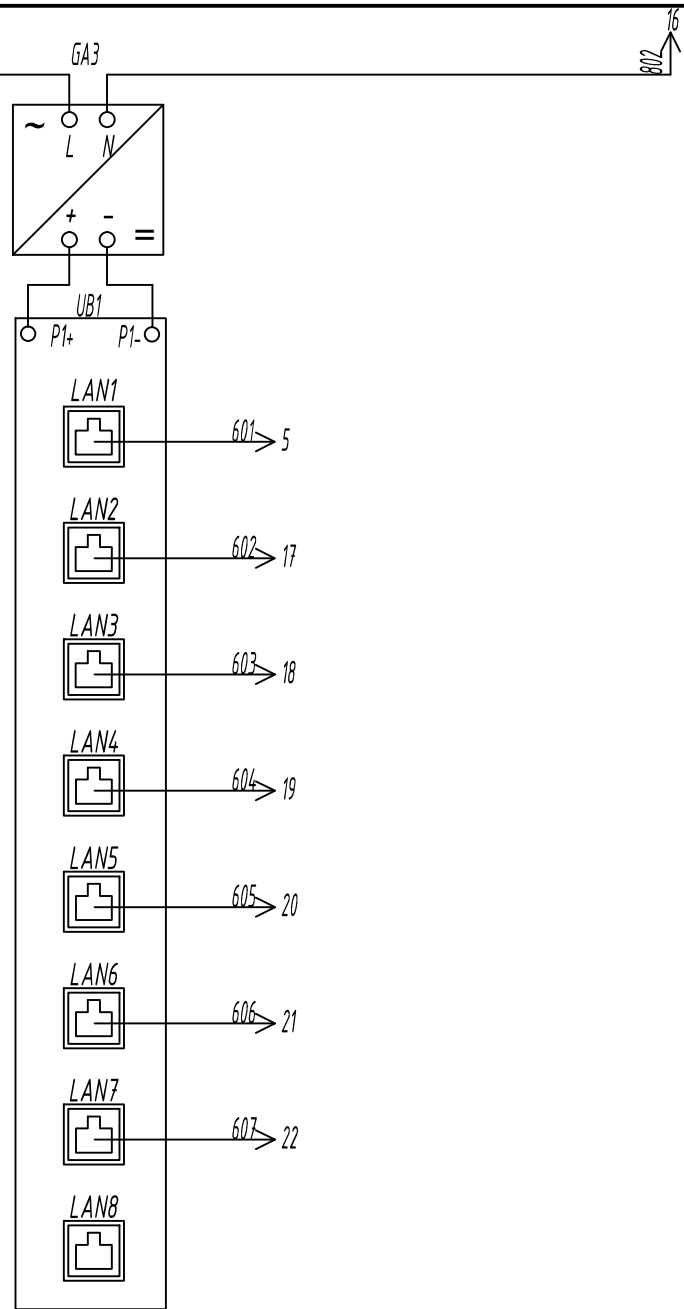 16
802
GA3
~
L N
+ -
=
UB1
P1+ P1-
LAN1
601 5
LAN2
602 17
LAN3
603 18
LAN4
604 19
LAN5
605 20
LAN6
606 21
LAN7
607 22
LAN8